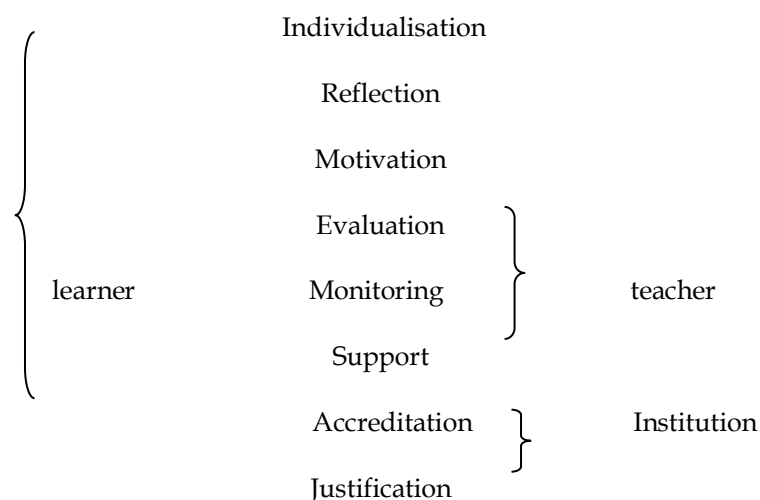 Individualisation
Reflection
Motivation
Evaluation
learner Monitoring teacher
Support
Accreditation Institution
Justification